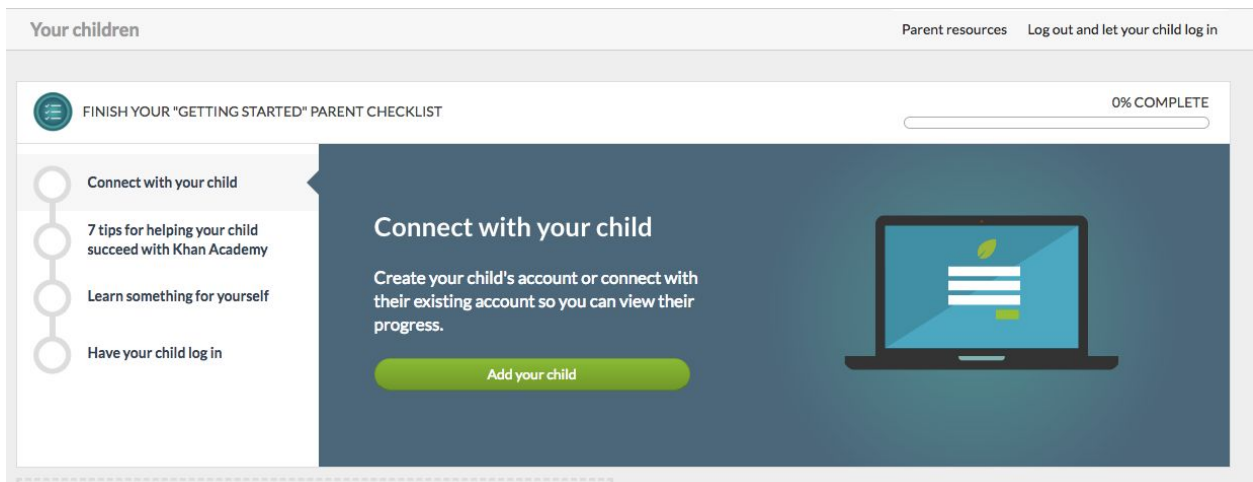 Your children
Parent resources
Log out and let your child log in
FINISH YOUR "GETTING STARTED" PARENT CHECKLIST
0% COMPLETE
Connect with your child
7 tips for helping your child
succeed with Khan Academy
Learn something for yourself
Have your child log in
Connect with your child
Create your child's account or connect with
their existing account so you can view their
progress.
Add your child